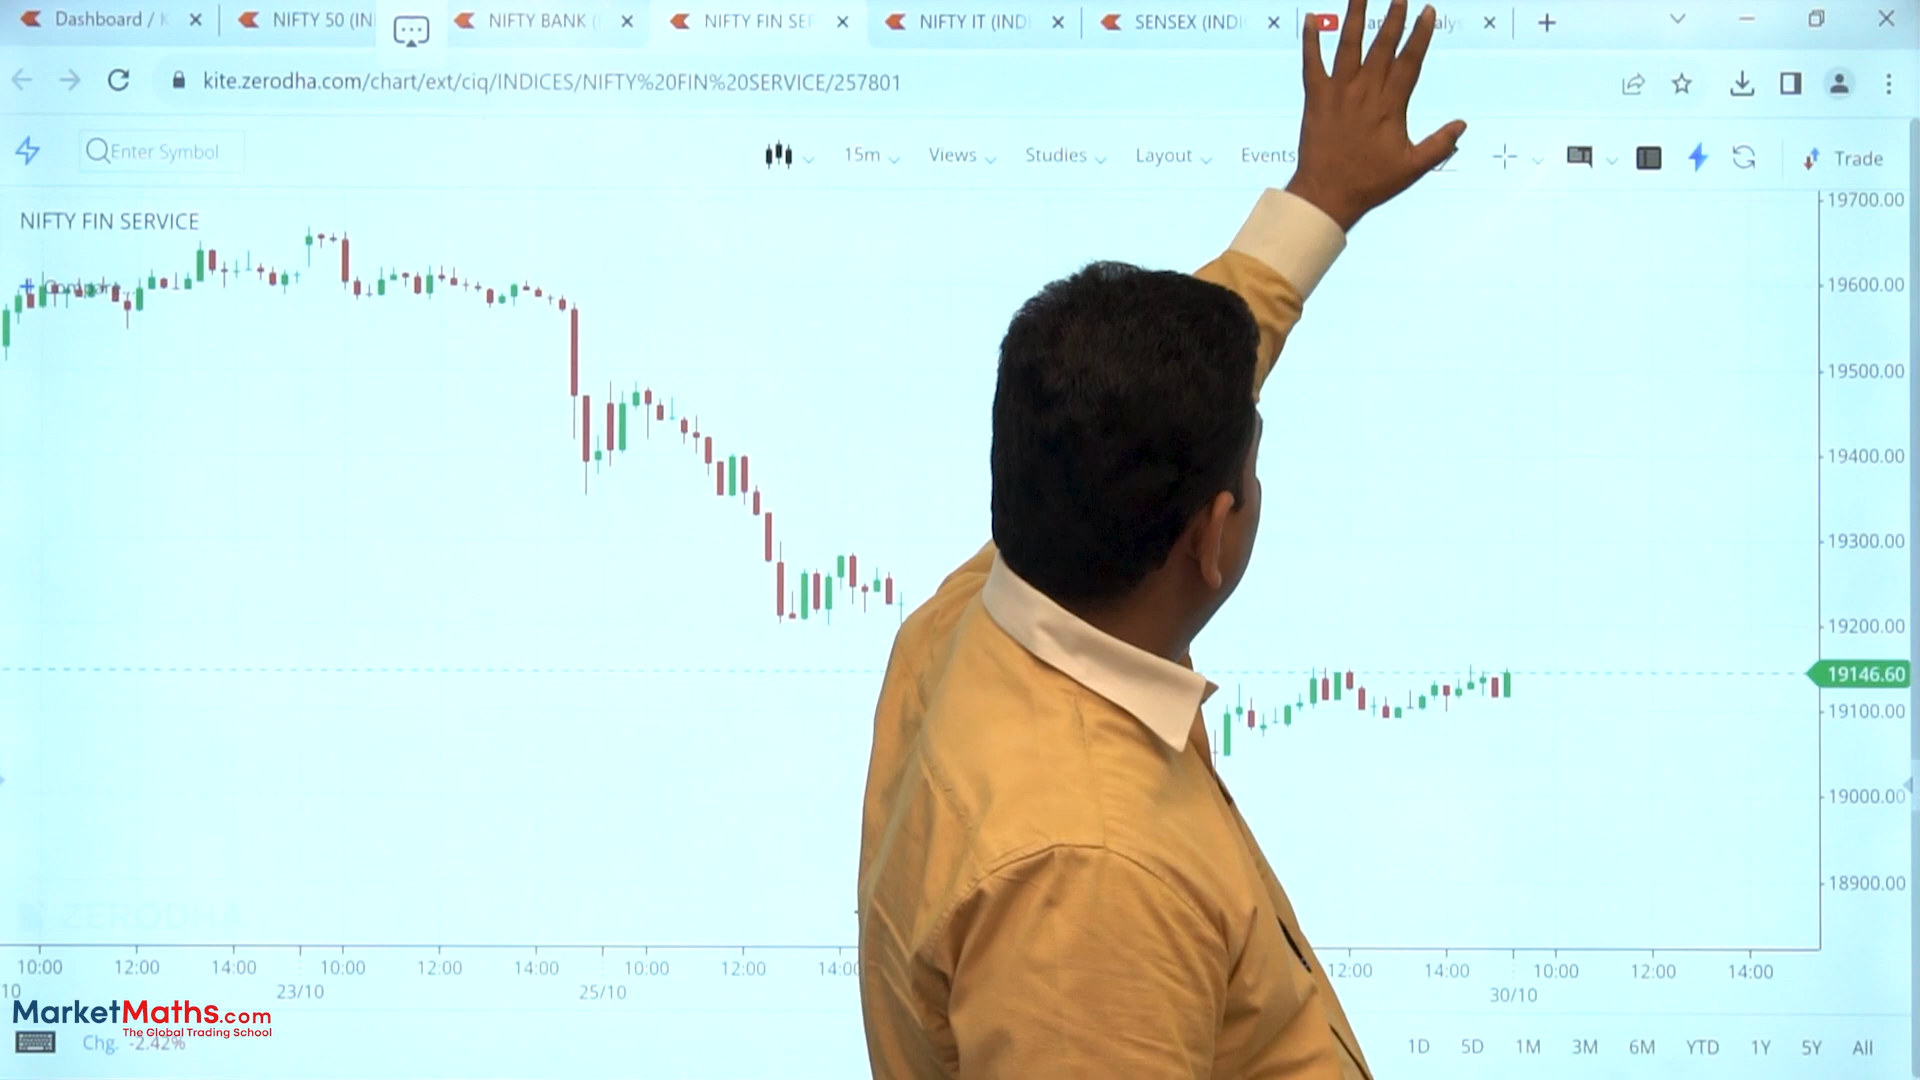 Dashboard / K
NIFTY 50 (IN
NIFTY BANK (
NIFTY FIN SE
NIFTY IT (IND
SENSEX (INDI
kite.zerodha.com/chart/ext/ciq/INDICES/NIFTY%20FIN%20SERVICE/257801
Enter Symbol
15m
Views
Studies
Layout
Events
Trade
NIFTY FIN SERVICE
19700.00
19600.00
19500.00
19400.00
19300.00
19200.00
19146.60
19100.00
19000.00
18900.00
ZERODHA
10:00 12:00 14:00 10:00 12:00 14:00 10:00 12:00 14:00 12:00 14:00 10:00 12:00 14:00
10 23/10 25/10 30/10
MarketMaths.com
The Global Trading School
Chg. -2.42%
1D 5D 1M 3M 6M YTD 1Y 5Y All